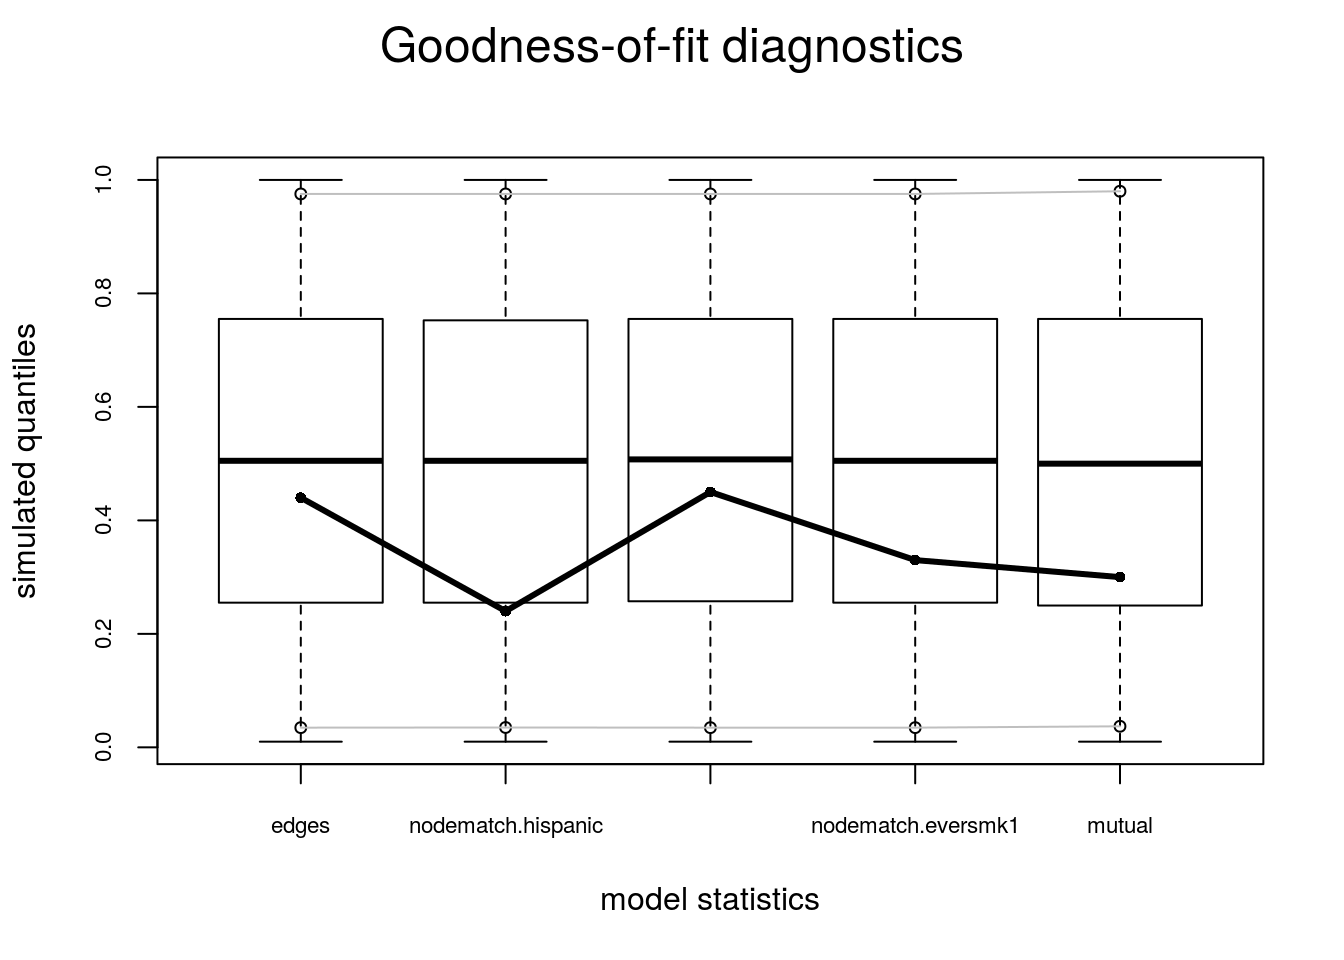 Goodness-of-fit diagnostics
simulated quantiles
1.0
0.8
0.6
0.4
0.2
0.0
edges nodematch.hispanic nodematch.eversmk1 mutual
model statistics